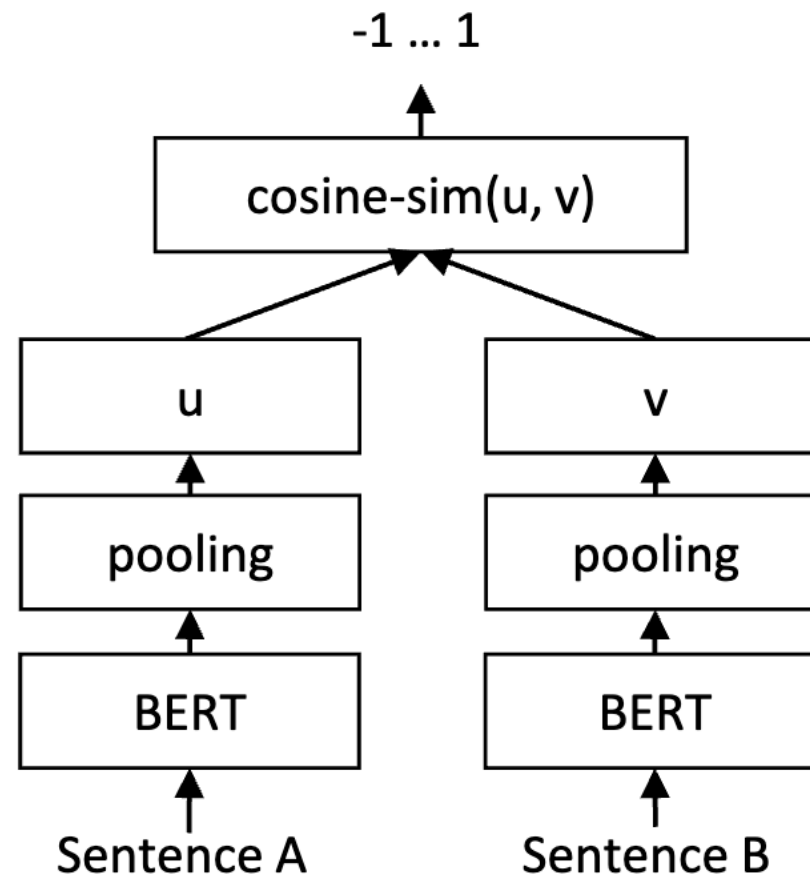 -1 … 1
cosine-sim(u, v)
u v
pooling pooling
BERT BERT
Sentence A Sentence B